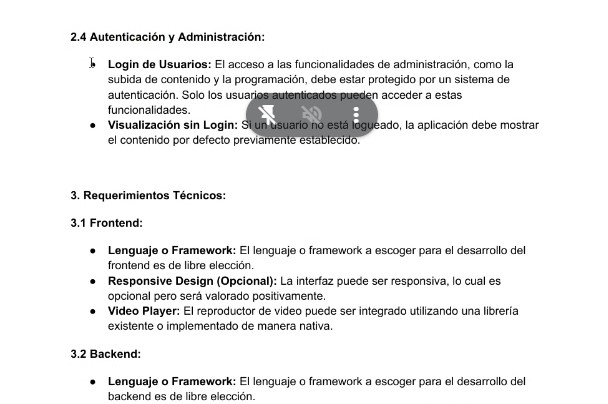 2.4 Autenticación y Administración:
● Login de Usuarios: El acceso a las funcionalidades de administración, como la
subida de contenido y la programación, debe estar protegido por un sistema de
autenticación. Solo los usuarios autenticados pueden acceder a estas
funcionalidades.
● Visualización sin Login: Si un usuario no está logueado, la aplicación debe mostrar
el contenido por defecto previamente establecido.
3. Requerimientos Técnicos:
3.1 Frontend:
● Lenguaje o Framework: El lenguaje o framework a escoger para el desarrollo del
frontend es de libre elección.
● Responsive Design (Opcional): La interfaz puede ser responsiva, lo cual es
opcional pero será valorado positivamente.
● Video Player: El reproductor de video puede ser integrado utilizando una librería
existente o implementado de manera nativa.
3.2 Backend:
● Lenguaje o Framework: El lenguaje o framework a escoger para el desarrollo del
backend es de libre elección.